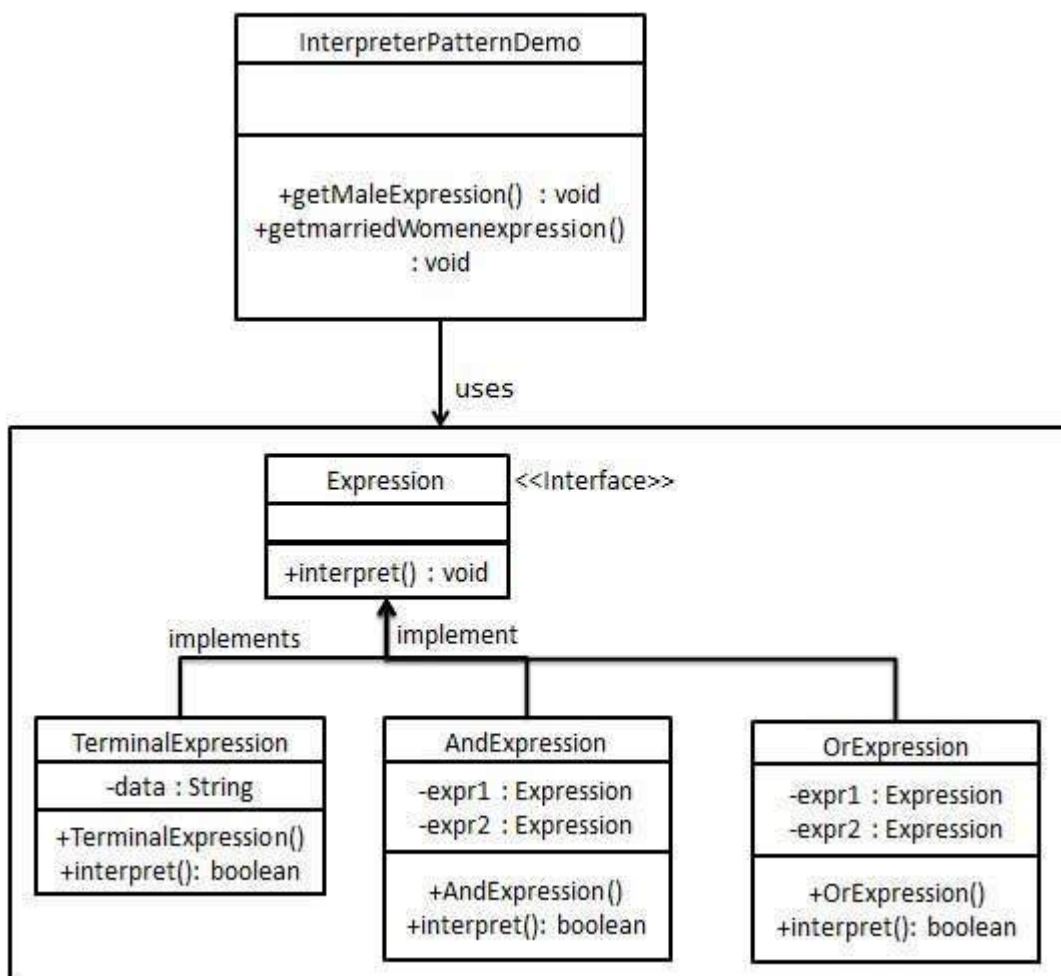 InterpreterPatternDemo
+getMaleExpression() : void
+getmarriedWomenexpression()
: void
uses
Expression
<<Interface>>
+interpret() : void
implements
implement
TerminalExpression
-data : String
+TerminalExpression()
+interpret(): boolean
AndExpression
-expr1 : Expression
-expr2 : Expression
+AndExpression()
+interpret(): boolean
OrExpression
-expr1 : Expression
-expr2 : Expression
+OrExpression()
+interpret(): boolean